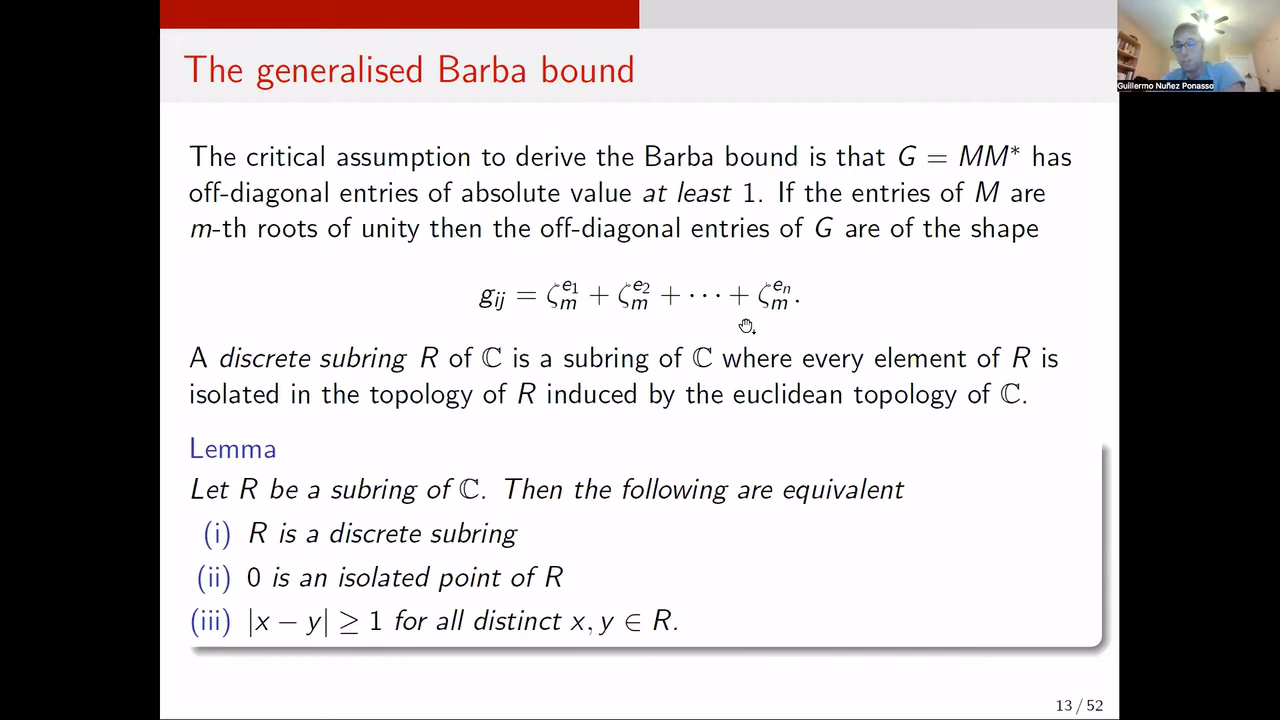 The generalised Barba bound
Guillermo Nuñez Ponasso
The critical assumption to derive the Barba bound is that G = MM* has
off-diagonal entries of absolute value at least 1. If the entries of M are
m-th roots of unity then the off-diagonal entries of G are of the shape
g_{ij} = ζ_m^{e_1} + ζ_m^{e_2} + ⋯ + ζ_m^{e_n}.
A discrete subring R of ℂ is a subring of ℂ where every element of R is
isolated in the topology of R induced by the euclidean topology of ℂ.
Lemma
Let R be a subring of ℂ. Then the following are equivalent
(i) R is a discrete subring
(ii) 0 is an isolated point of R
(iii) |x − y| ≥ 1 for all distinct x, y ∈ R.
13 / 52